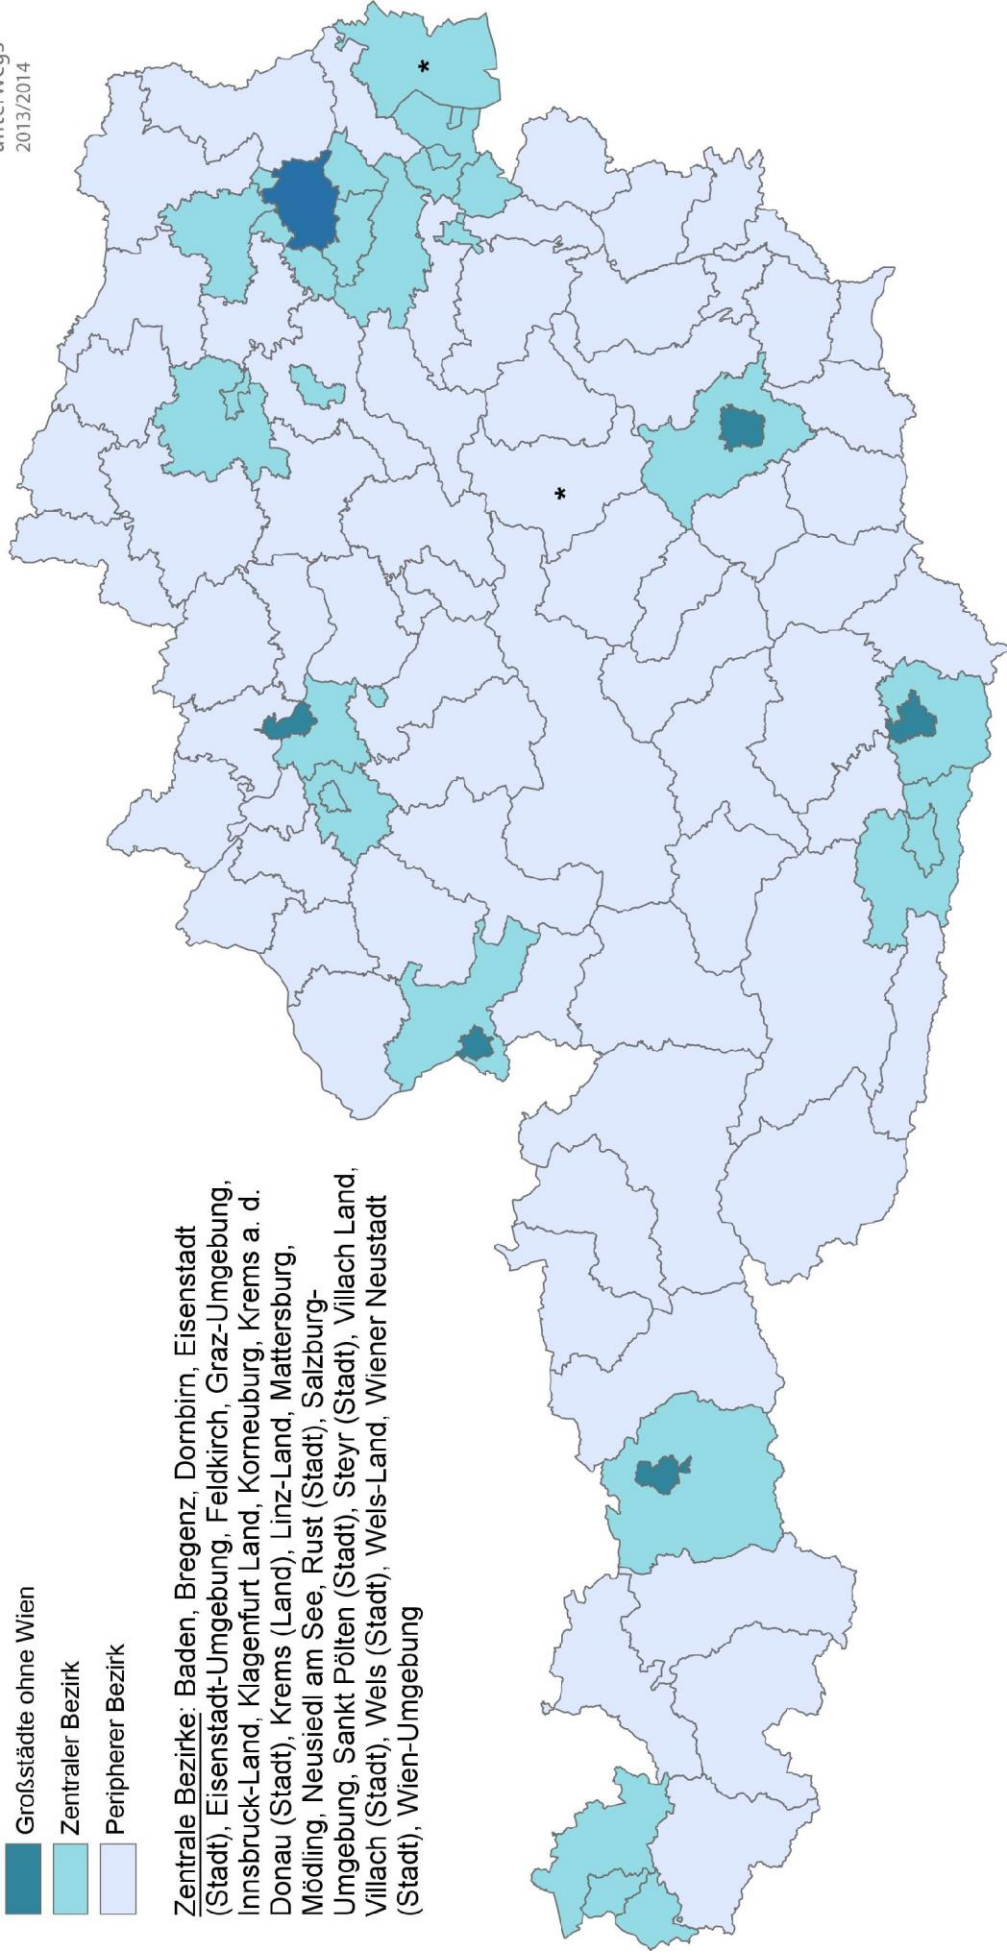 unterwegs
2013/2014
Großstädte ohne Wien
Zentraler Bezirk
Peripherer Bezirk
Zentrale Bezirke: Baden, Bregenz, Dornbirn, Eisenstadt
(Stadt), Eisenstadt-Umgebung, Feldkirch, Graz-Umgebung,
Innsbruck-Land, Klagenfurt Land, Korneuburg, Krems a. d.
Donau (Stadt), Krems (Land), Linz-Land, Mattersburg,
Mödling, Neusiedl am See, Rust (Stadt), Salzburg-
Umgebung, Sankt Pölten (Stadt), Steyr (Stadt), Villach Land,
Villach (Stadt), Wels (Stadt), Wels-Land, Wiener Neustadt
(Stadt), Wien-Umgebung
*
*